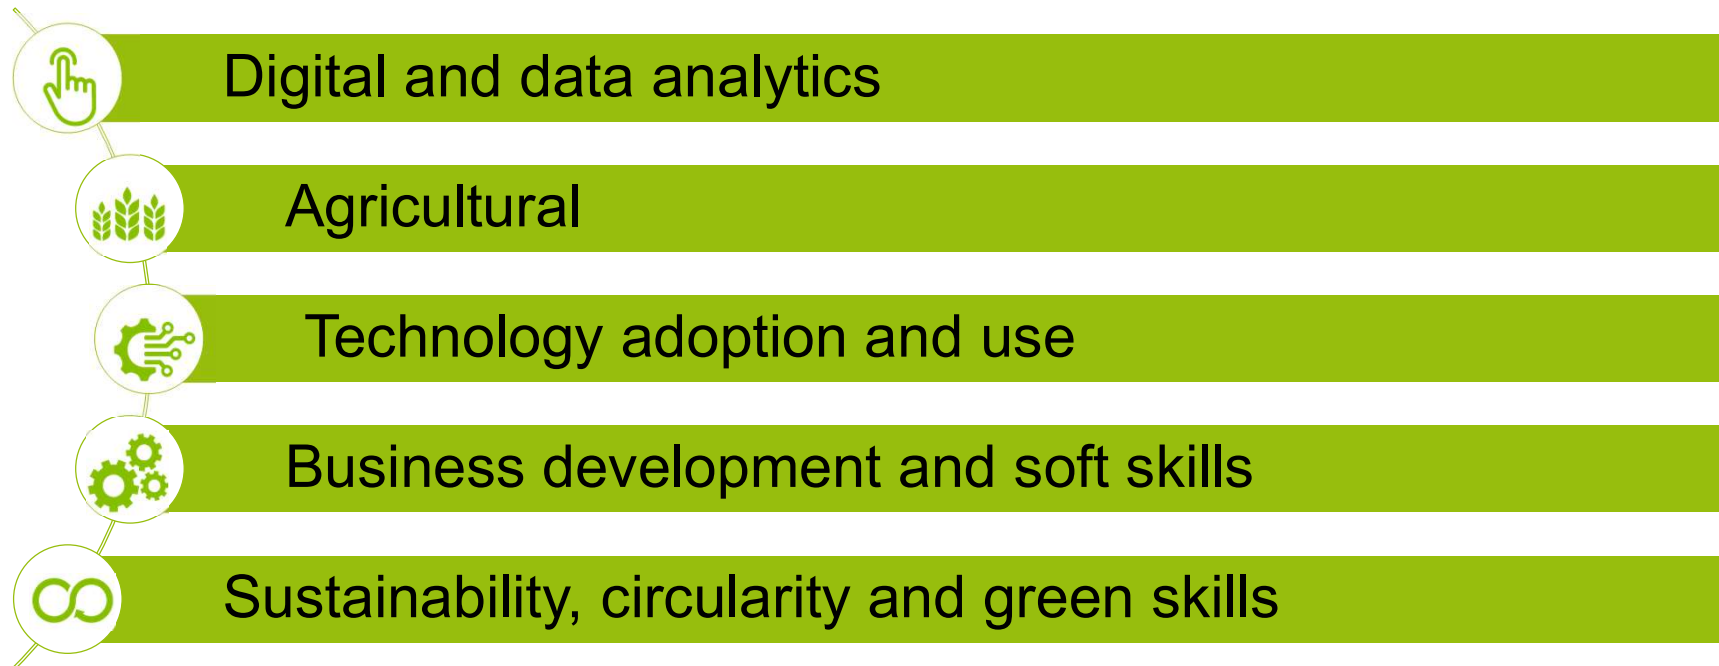 Digital and data analytics
Agricultural
Technology adoption and use
Business development and soft skills
Sustainability, circularity and green skills